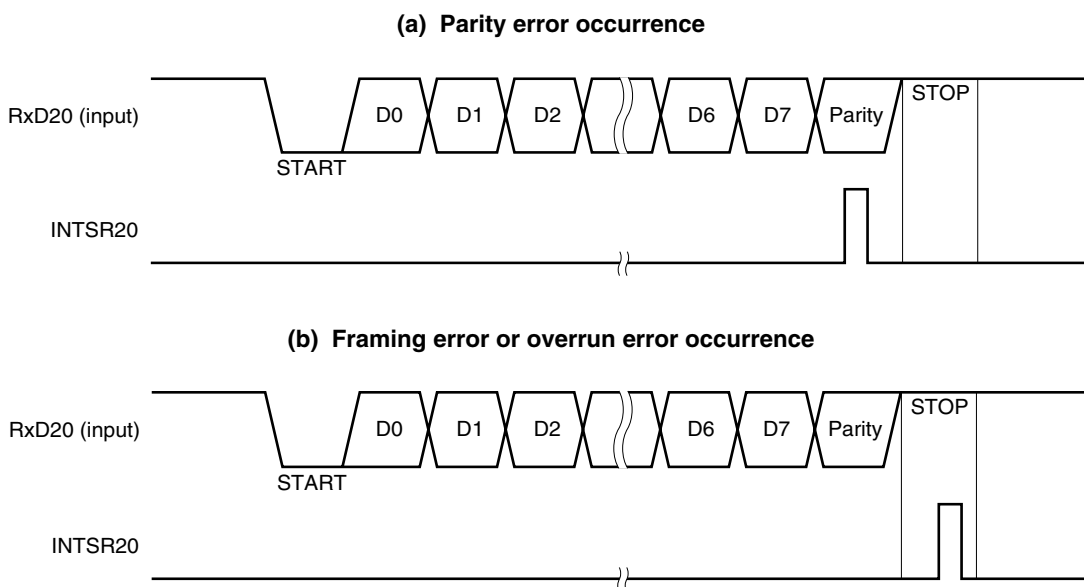 (a) Parity error occurrence
STOP
RxD20 (input) D0 D1 D2 D6 D7 Parity
START
INTSR20
(b) Framing error or overrun error occurrence
STOP
RxD20 (input) D0 D1 D2 D6 D7 Parity
START
INTSR20